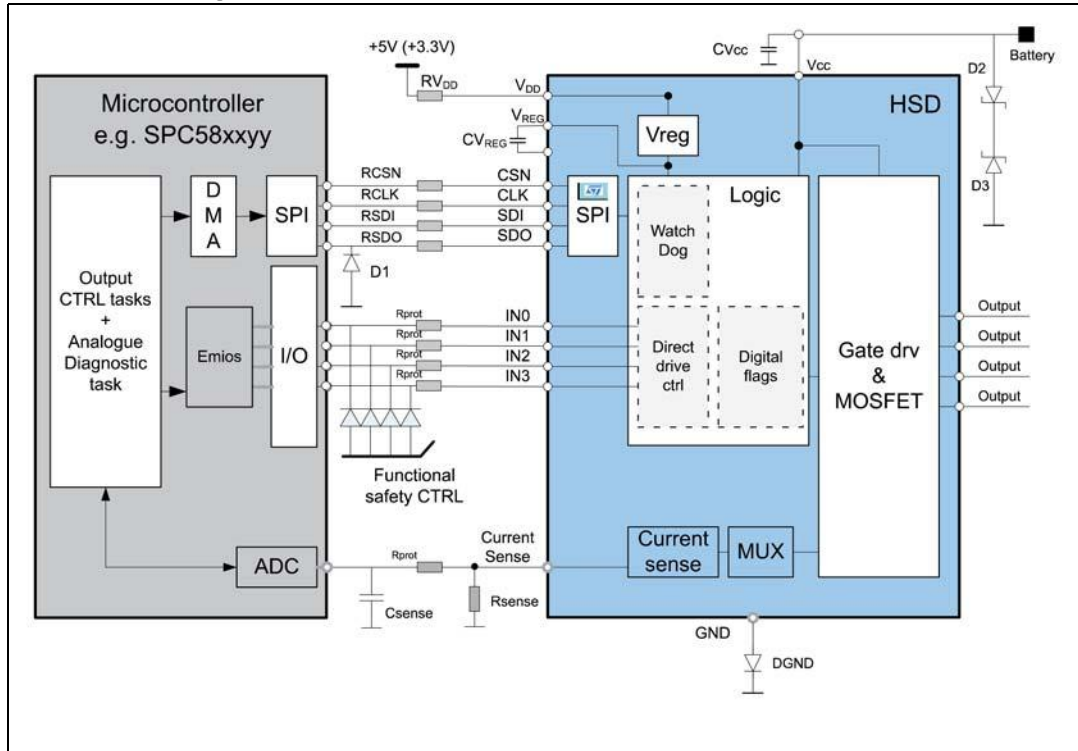 +5V (+3.3V)
CVcc
Vcc
Battery
D2
D3
Microcontroller
e.g. SPC58xxyy
RVDD
VDD
VREG
CVREG
Vreg
HSD
D
M
A
SPI
RCSN
RCLK
RSDI
RSDO
CSN
CLK
SDI
SDO
ST
SPI
Logic
Watch
Dog
D1
Output
CTRL tasks
+
Analogue
Diagnostic
task
Emios
I/O
Rprot
Rprot
Rprot
Rprot
IN0
IN1
IN2
IN3
Direct
drive
ctrl
Digital
flags
Gate drv
&
MOSFET
Output
Output
Output
Output
Functional
safety CTRL
ADC
Rprot
Current
Sense
Csense
Rsense
Current
sense
MUX
GND
DGND